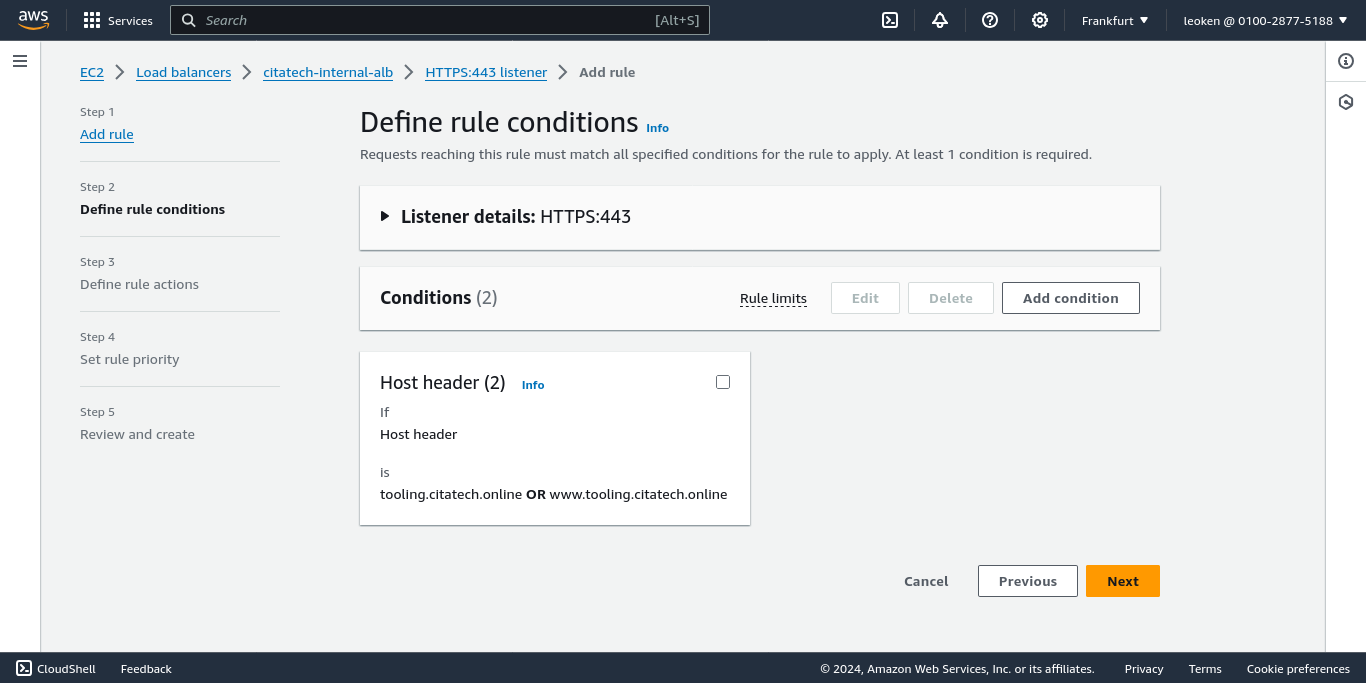 aws
Services
Search [Alt+S]
Frankfurt
leoken @ 0100-2877-5188
EC2
Load balancers
citatech-internal-alb
HTTPS:443 listener
Add rule
Step 1
Add rule
Step 2
Define rule conditions
Step 3
Define rule actions
Step 4
Set rule priority
Step 5
Review and create
Define rule conditions Info
Requests reaching this rule must match all specified conditions for the rule to apply. At least 1 condition is required.
Listener details: HTTPS:443
Conditions (2)
Rule limits
Edit
Delete
Add condition
Host header (2) Info
If
Host header
is
tooling.citatech.online OR www.tooling.citatech.online
Cancel
Previous
Next
CloudShell
Feedback
© 2024, Amazon Web Services, Inc. or its affiliates.
Privacy
Terms
Cookie preferences